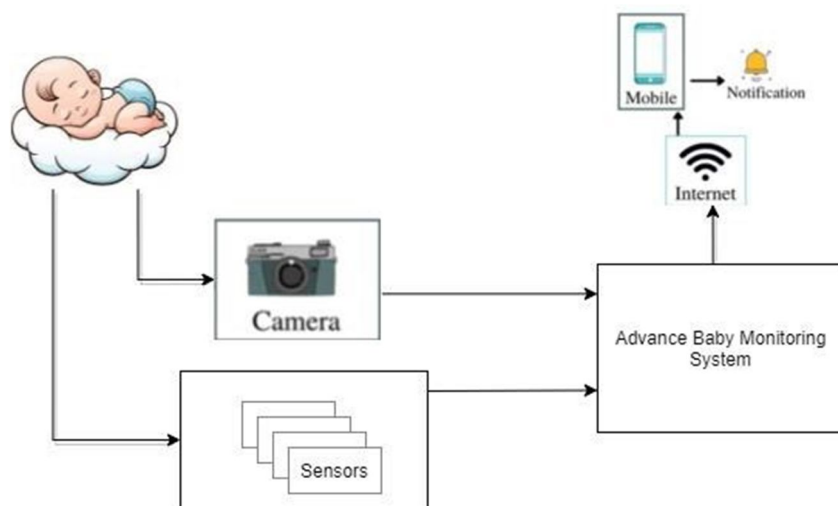 Mobile
Notification
Internet
Camera
Advance Baby Monitoring
System
Sensors